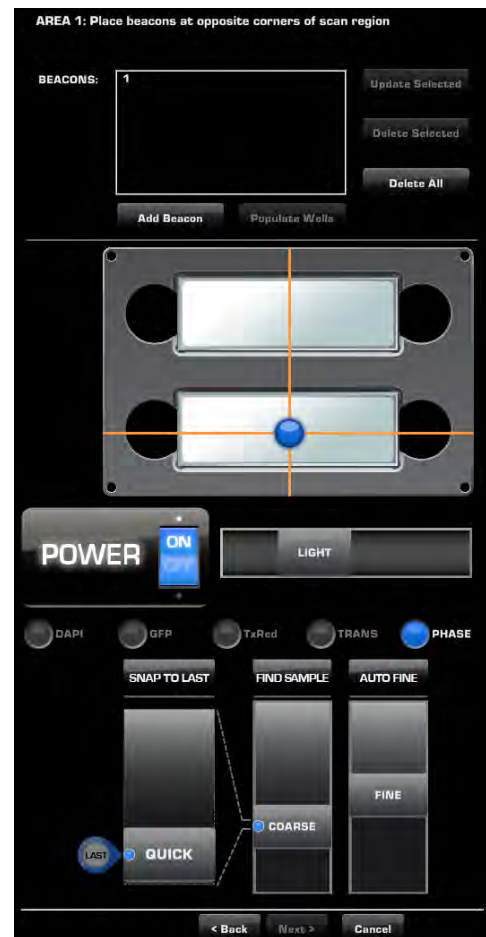 AREA 1: Place beacons at opposite corners of scan region
BEACONS:
1
Update Selected
Delete Selected
Delete All
Add Beacon
Populate Wells
POWER
ON
OFF
LIGHT
DAPI
GFP
TxRed
TRANS
PHASE
SNAP TO LAST
FIND SAMPLE
AUTO FINE
FINE
COARSE
LAST
QUICK
< Back
Next >
Cancel